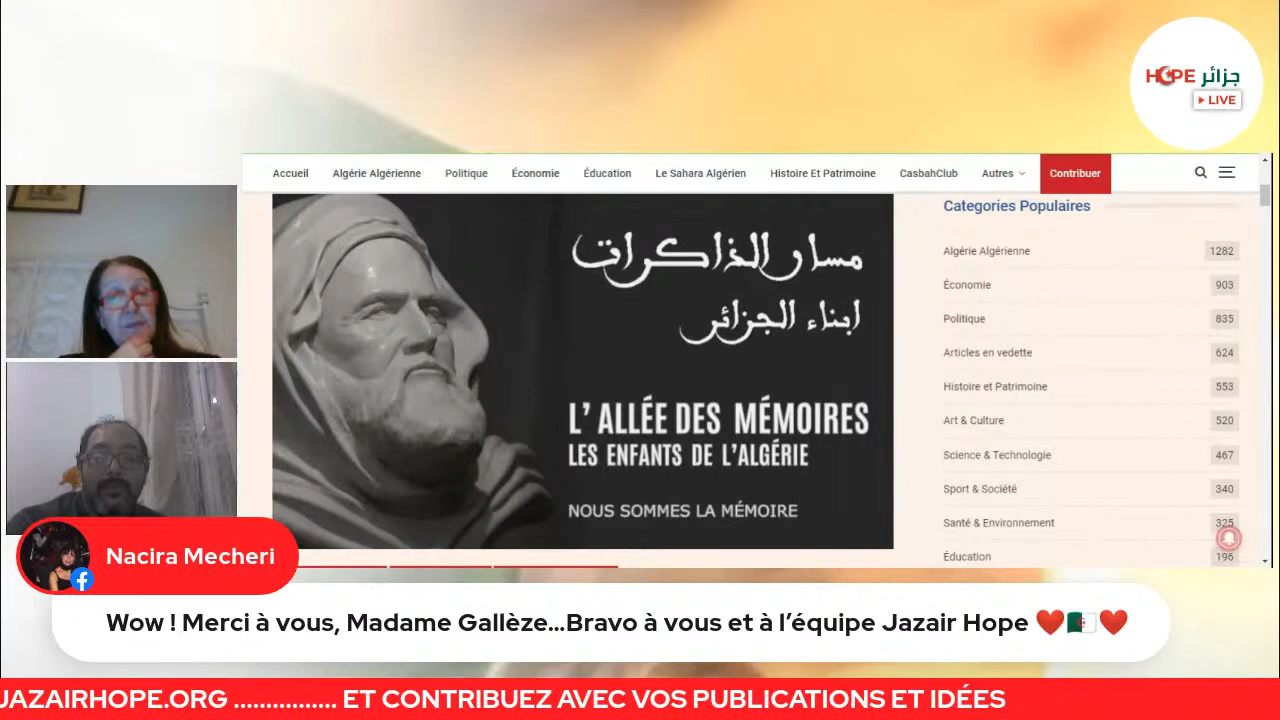 HOPE جزائر
LIVE
Accueil
Algérie Algérienne
Politique
Économie
Éducation
Le Sahara Algérien
Histoire Et Patrimoine
CasbahClub
Autres
Contribuer
مسار الذاكرات
ابناء الجزائر
L' ALLÉE DES MÉMOIRES
LES ENFANTS DE L'ALGÉRIE
NOUS SOMMES LA MÉMOIRE
Categories Populaires
Algérie Algérienne 1282
Économie 903
Politique 835
Articles en vedette 624
Histoire et Patrimoine 553
Art & Culture 520
Science & Technologie 467
Sport & Société 340
Santé & Environnement 325
Éducation 196
Nacira Mecheri
Wow ! Merci à vous, Madame Gallèze...Bravo à vous et à l'équipe Jazair Hope ❤️🇩🇿❤️
JAZAIRHOPE.ORG ................ ET CONTRIBUEZ AVEC VOS PUBLICATIONS ET IDÉES